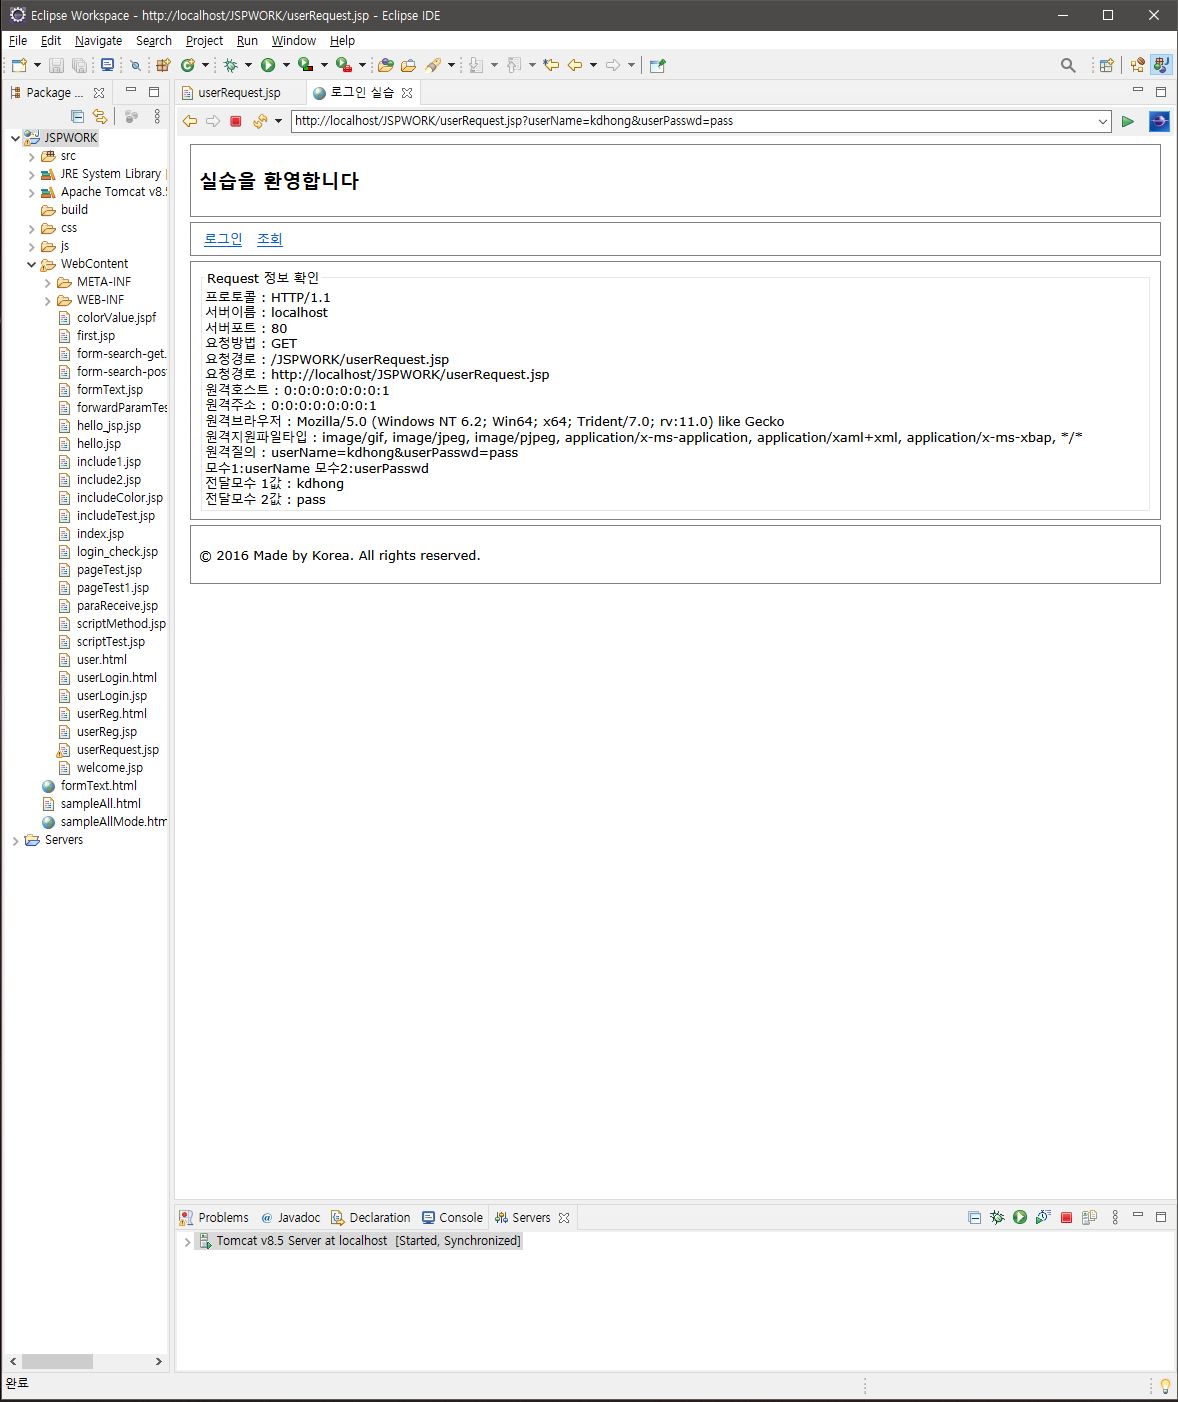 Eclipse Workspace - http://localhost/JSPWORK/userRequest.jsp - Eclipse IDE
File Edit Navigate Search Project Run Window Help
Package ...
userRequest.jsp
로그인 실습
http://localhost/JSPWORK/userRequest.jsp?userName=kdhong&userPasswd=pass
JSPWORK
src
JRE System Library
Apache Tomcat v8.5
build
css
js
WebContent
META-INF
WEB-INF
colorValue.jspf
first.jsp
form-search-get.
form-search-pos
formText.jsp
forwardParamTes
hello_jsp.jsp
hello.jsp
include1.jsp
include2.jsp
includeColor.jsp
includeTest.jsp
index.jsp
login_check.jsp
pageTest.jsp
pageTest1.jsp
paraReceive.jsp
scriptMethod.jsp
scriptTest.jsp
user.html
userLogin.html
userLogin.jsp
userReg.html
userReg.jsp
userRequest.jsp
welcome.jsp
formText.html
sampleAll.html
sampleAllMode.htm
Servers
실습을 환영합니다
로그인 조회
Request 정보 확인
프로토콜 : HTTP/1.1
서버이름 : localhost
서버포트 : 80
요청방법 : GET
요청경로 : /JSPWORK/userRequest.jsp
요청경로 : http://localhost/JSPWORK/userRequest.jsp
원격호스트 : 0:0:0:0:0:0:0:1
원격주소 : 0:0:0:0:0:0:0:1
원격브라우저 : Mozilla/5.0 (Windows NT 6.2; Win64; x64; Trident/7.0; rv:11.0) like Gecko
원격지원파일타입 : image/gif, image/jpeg, image/pjpeg, application/x-ms-application, application/xaml+xml, application/x-ms-xbap, */*
원격질의 : userName=kdhong&userPasswd=pass
모수1:userName 모수2:userPasswd
전달모수 1값 : kdhong
전달모수 2값 : pass
© 2016 Made by Korea. All rights reserved.
Problems @ Javadoc Declaration Console Servers
Tomcat v8.5 Server at localhost [Started, Synchronized]
완료